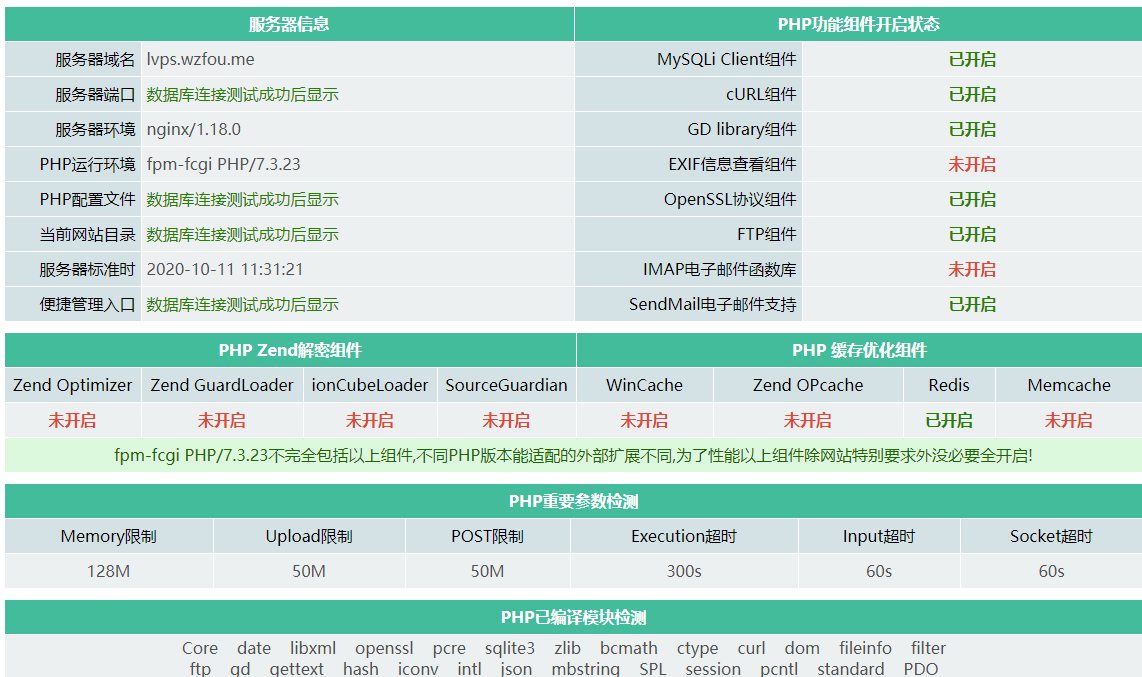 服务器信息 PHP功能组件开启状态
服务器域名 lvps.wzfou.me MySQLi Client组件 已开启
服务器端口 数据库连接测试成功后显示 cURL组件 已开启
服务器环境 nginx/1.18.0 GD library组件 已开启
PHP运行环境 fpm-fcgi PHP/7.3.23 EXIF信息查看组件 未开启
PHP配置文件 数据库连接测试成功后显示 OpenSSL协议组件 已开启
当前网站目录 数据库连接测试成功后显示 FTP组件 已开启
服务器标准时 2020-10-11 11:31:21 IMAP电子邮件函数库 未开启
便捷管理入口 数据库连接测试成功后显示 SendMail电子邮件支持 已开启
PHP Zend解密组件 PHP 缓存优化组件
Zend Optimizer Zend GuardLoader ionCubeLoader SourceGuardian WinCache Zend OPcache Redis Memcache
未开启 未开启 未开启 未开启 未开启 未开启 已开启 未开启
fpm-fcgi PHP/7.3.23不完全包括以上组件,不同PHP版本能适配的外部扩展不同,为了性能以上组件除网站特别要求外没必要全开启!
PHP重要参数检测
Memory限制 Upload限制 POST限制 Execution超时 Input超时 Socket超时
128M 50M 50M 300s 60s 60s
PHP已编译模块检测
Core date libxml openssl pcre sqlite3 zlib bcmath ctype curl dom fileinfo filter
ftp gd gettext hash iconv intl json mbstring SPL session pcntl standard PDO